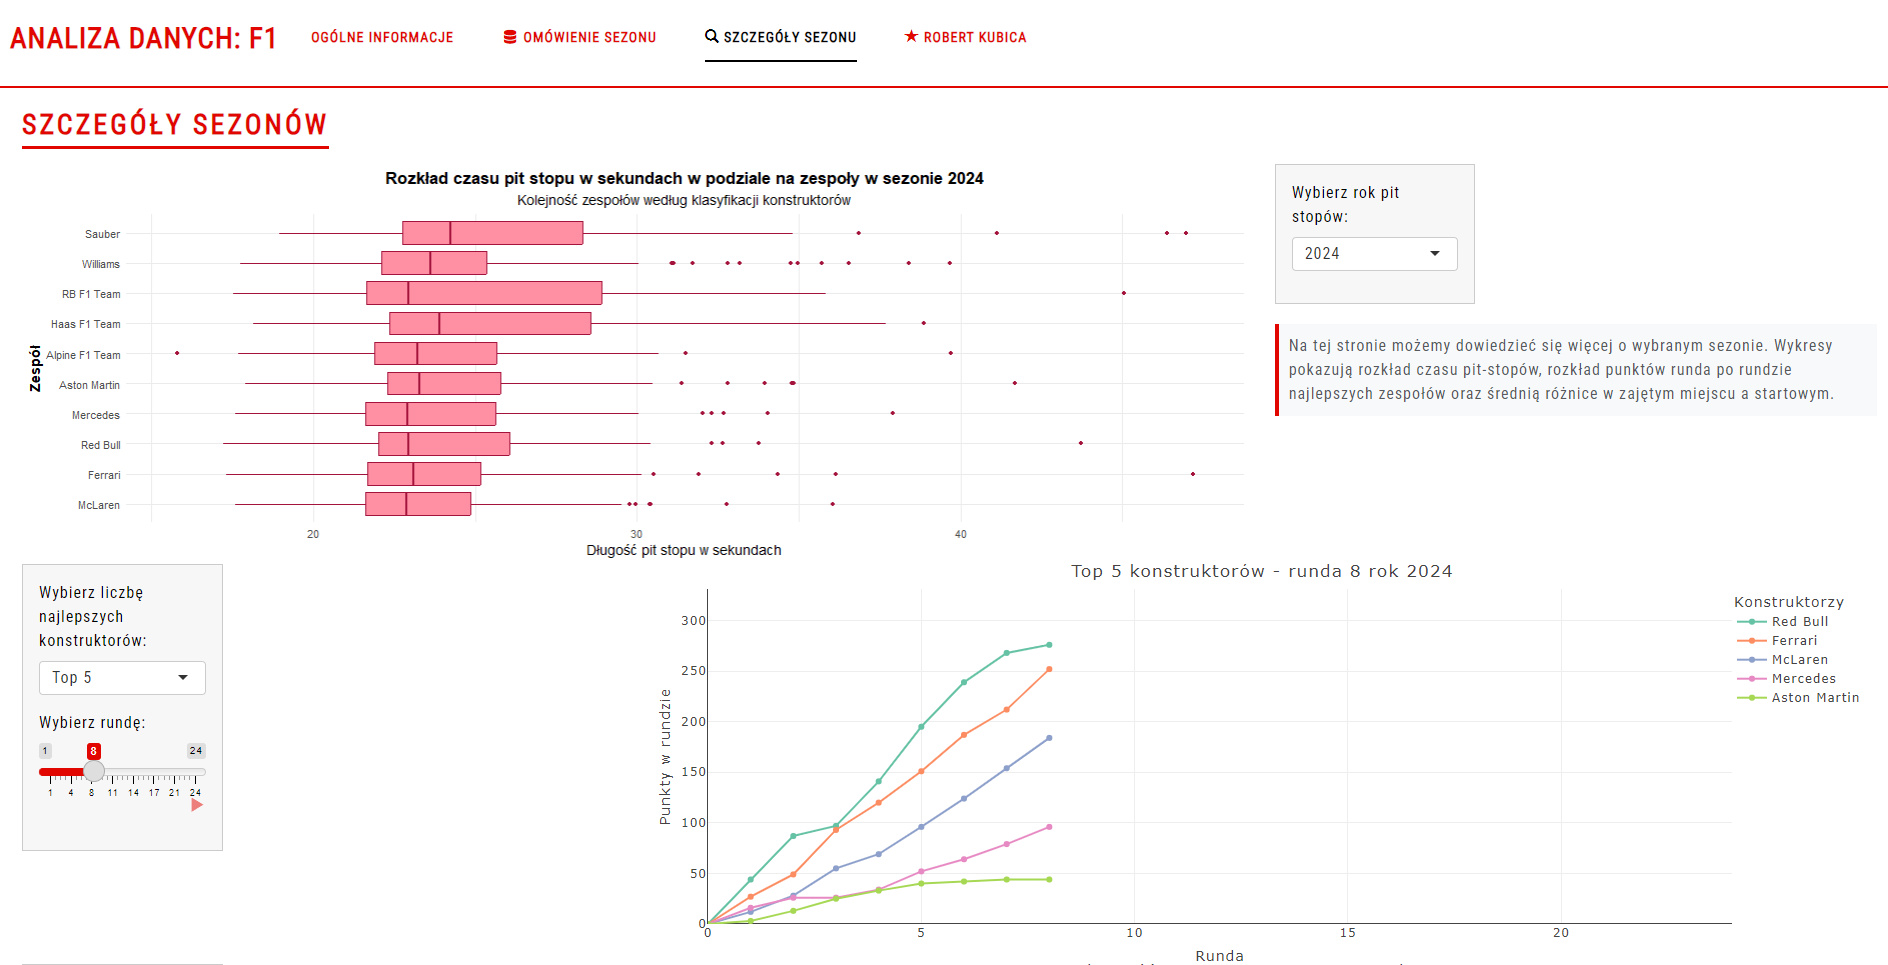 ANALIZA DANYCH: F1
OGÓLNE INFORMACJE
OMÓWIENIE SEZONU
SZCZEGÓŁY SEZONU
ROBERT KUBICA
SZCZEGÓŁY SEZONÓW
Rozkład czasu pit stopu w sekundach w podziale na zespoły w sezonie 2024
Kolejność zespołów według klasyfikacji konstruktorów
Zespół
Sauber
Williams
RB F1 Team
Haas F1 Team
Alpine F1 Team
Aston Martin
Mercedes
Red Bull
Ferrari
McLaren
20 30 40
Długość pit stopu w sekundach
Wybierz rok pit
stopów:
2024
Na tej stronie możemy dowiedzieć się więcej o wybranym sezonie. Wykresy
pokazują rozkład czasu pit-stopów, rozkład punktów runda po rundzie
najlepszych zespołów oraz średnią różnice w zajętym miejscu a startowym.
Wybierz liczbę
najlepszych
konstruktorów:
Top 5
Wybierz rundę:
1 8 24
1 4 8 11 14 17 21 24
Top 5 konstruktorów - runda 8 rok 2024
Punkty w rundzie
300
250
200
150
100
50
0
0 5 10 15 20
Runda
Konstruktorzy
Red Bull
Ferrari
McLaren
Mercedes
Aston Martin